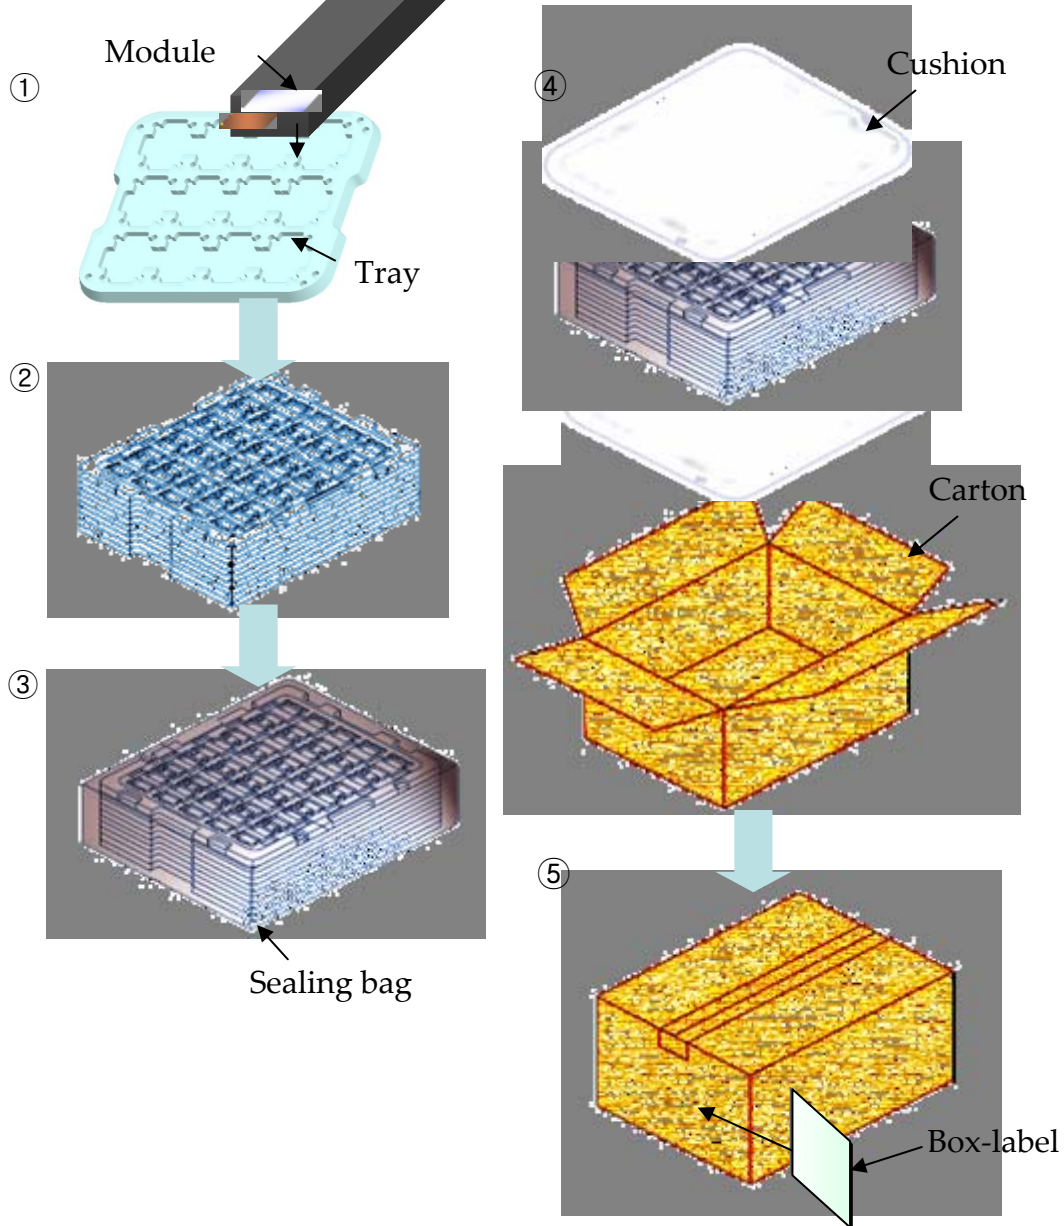 ①
Module
Tray
②
③
Sealing bag
④
Cushion
Carton
⑤
Box-label